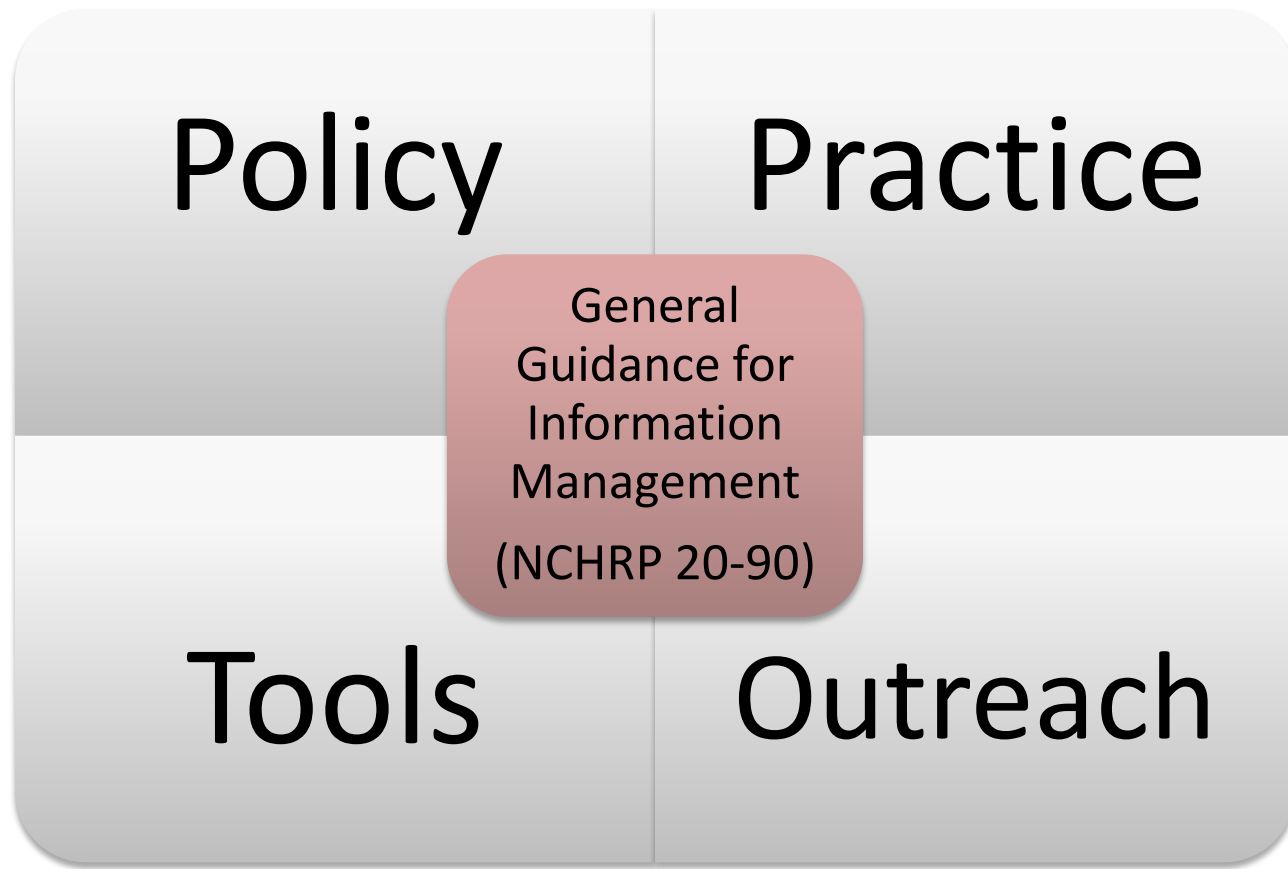 Policy
Practice
General
Guidance for
Information
Management
(NCHRP 20-90)
Tools
Outreach